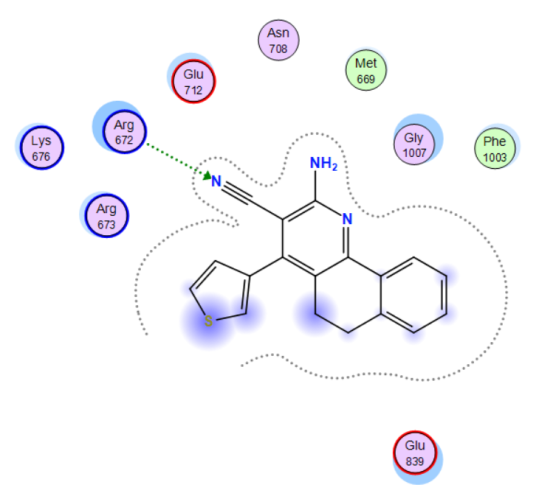 Asn
708
Met
669
Glu
712
Arg
672
Lys
676
Gly
1007
Phe
1003
NH2
N
N
Arg
673
S
Glu
839